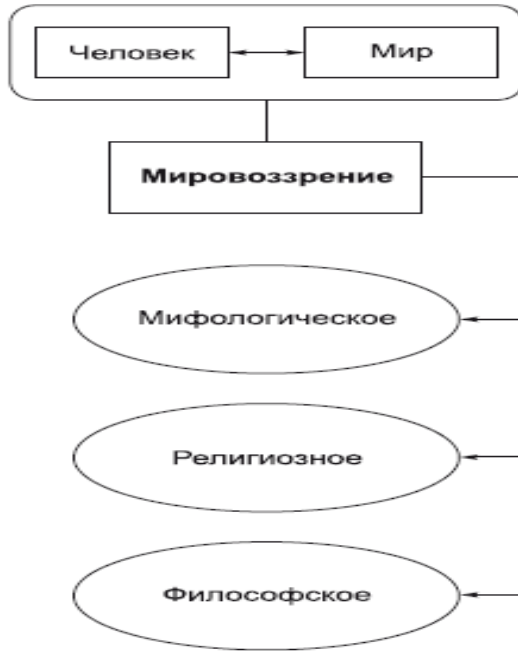 Человек
Мир
Мировоззрение
Мифологическое
Религиозное
Философское